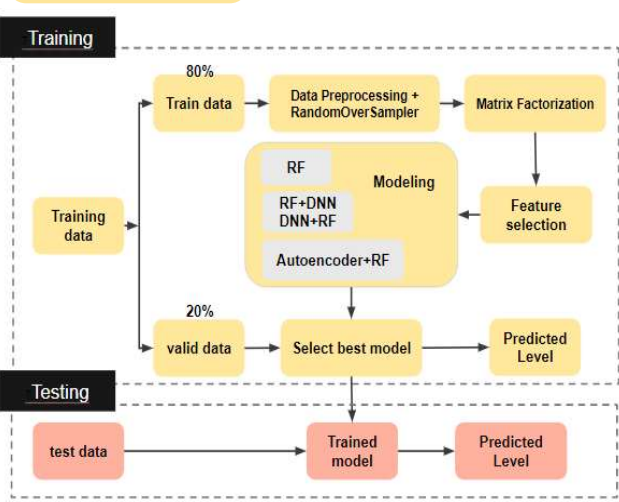 Training
80%
Train data
Data Preprocessing +
RandomOverSampler
Matrix Factorization
RF
Modeling
RF+DNN
DNN+RF
Autoencoder+RF
Feature
selection
Training
data
20%
valid data
Select best model
Predicted
Level
Testing
test data
Trained
model
Predicted
Level